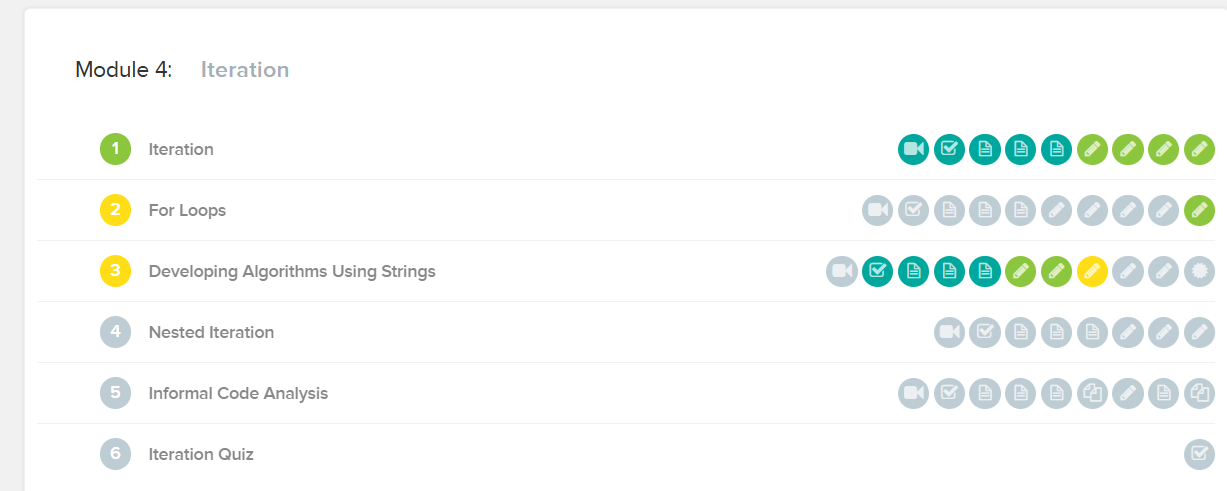 Module 4: Iteration
1 Iteration
2 For Loops
3 Developing Algorithms Using Strings
4 Nested Iteration
5 Informal Code Analysis
6 Iteration Quiz